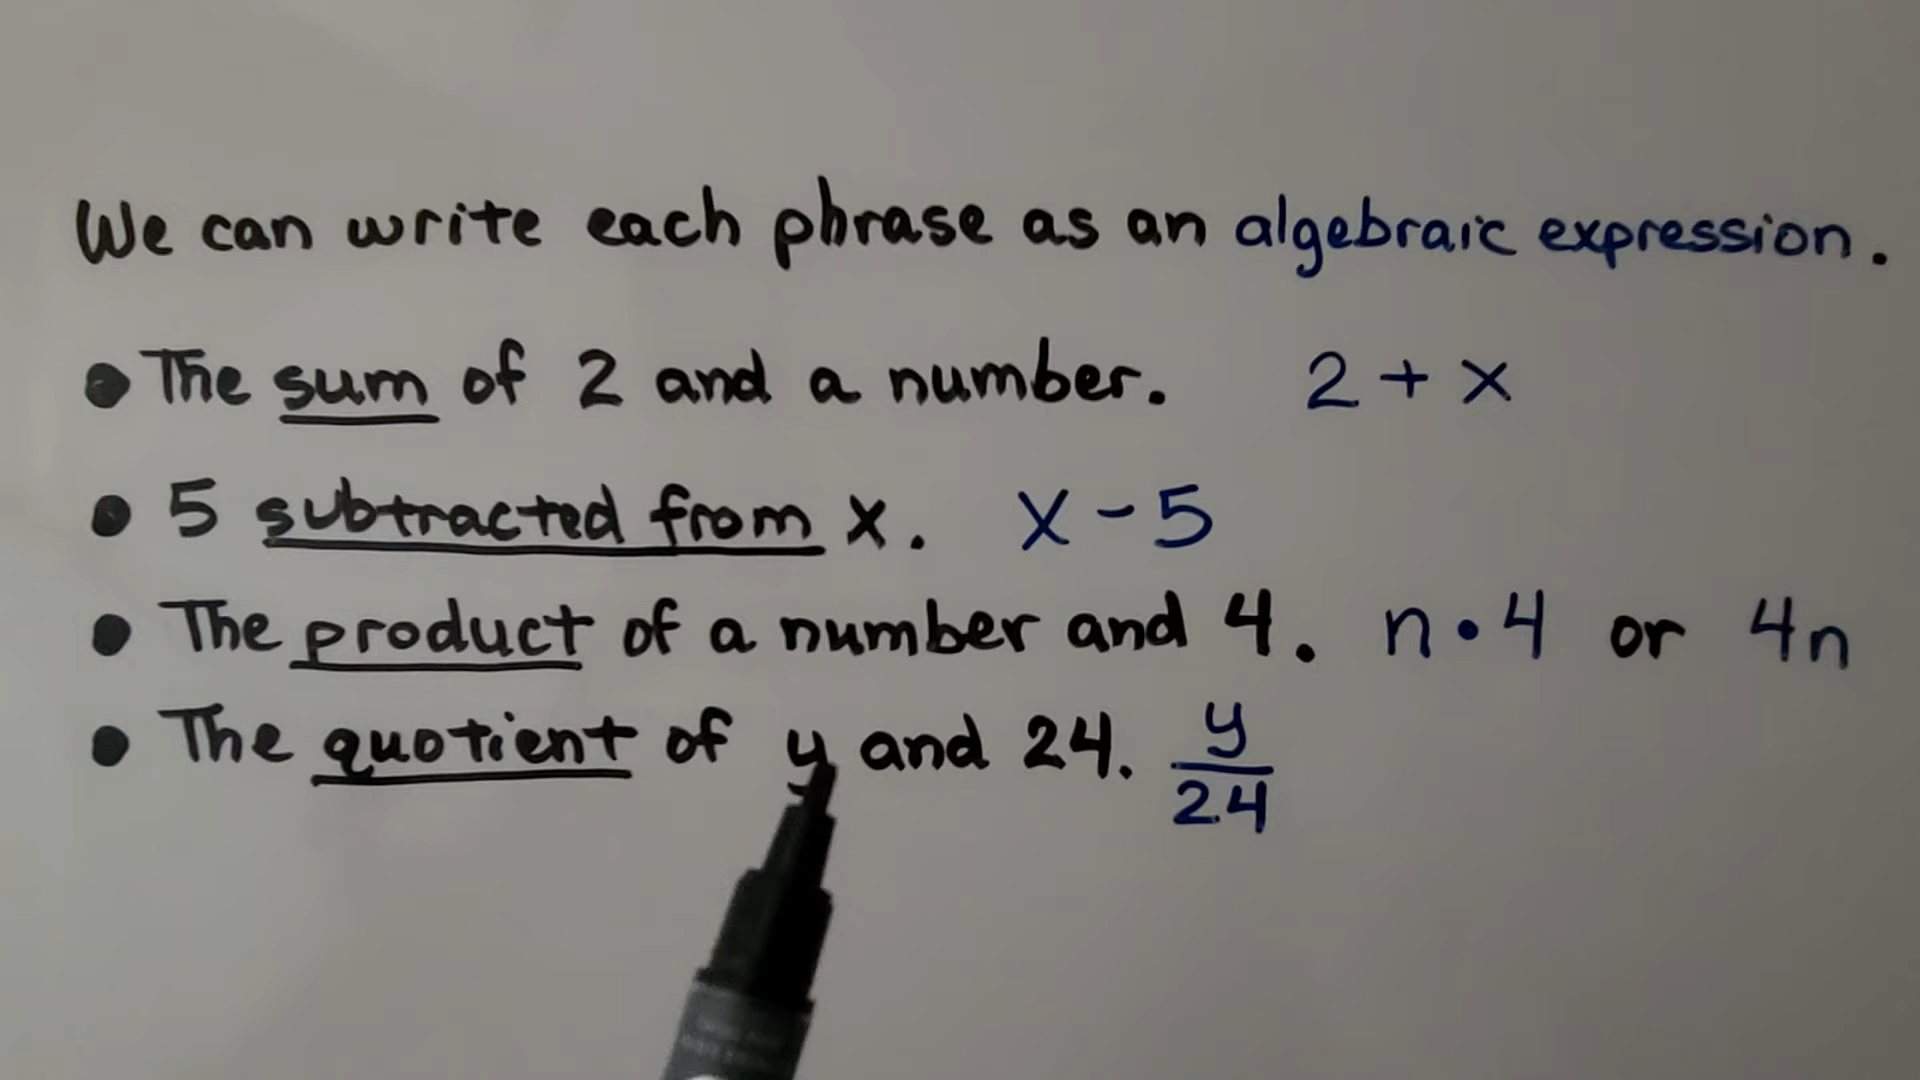 We can write each phrase as an algebraic expression.
• The sum of 2 and a number. 2 + x
• 5 subtracted from x. x - 5
• The product of a number and 4. n • 4 or 4n
• The quotient of y and 24. y/24